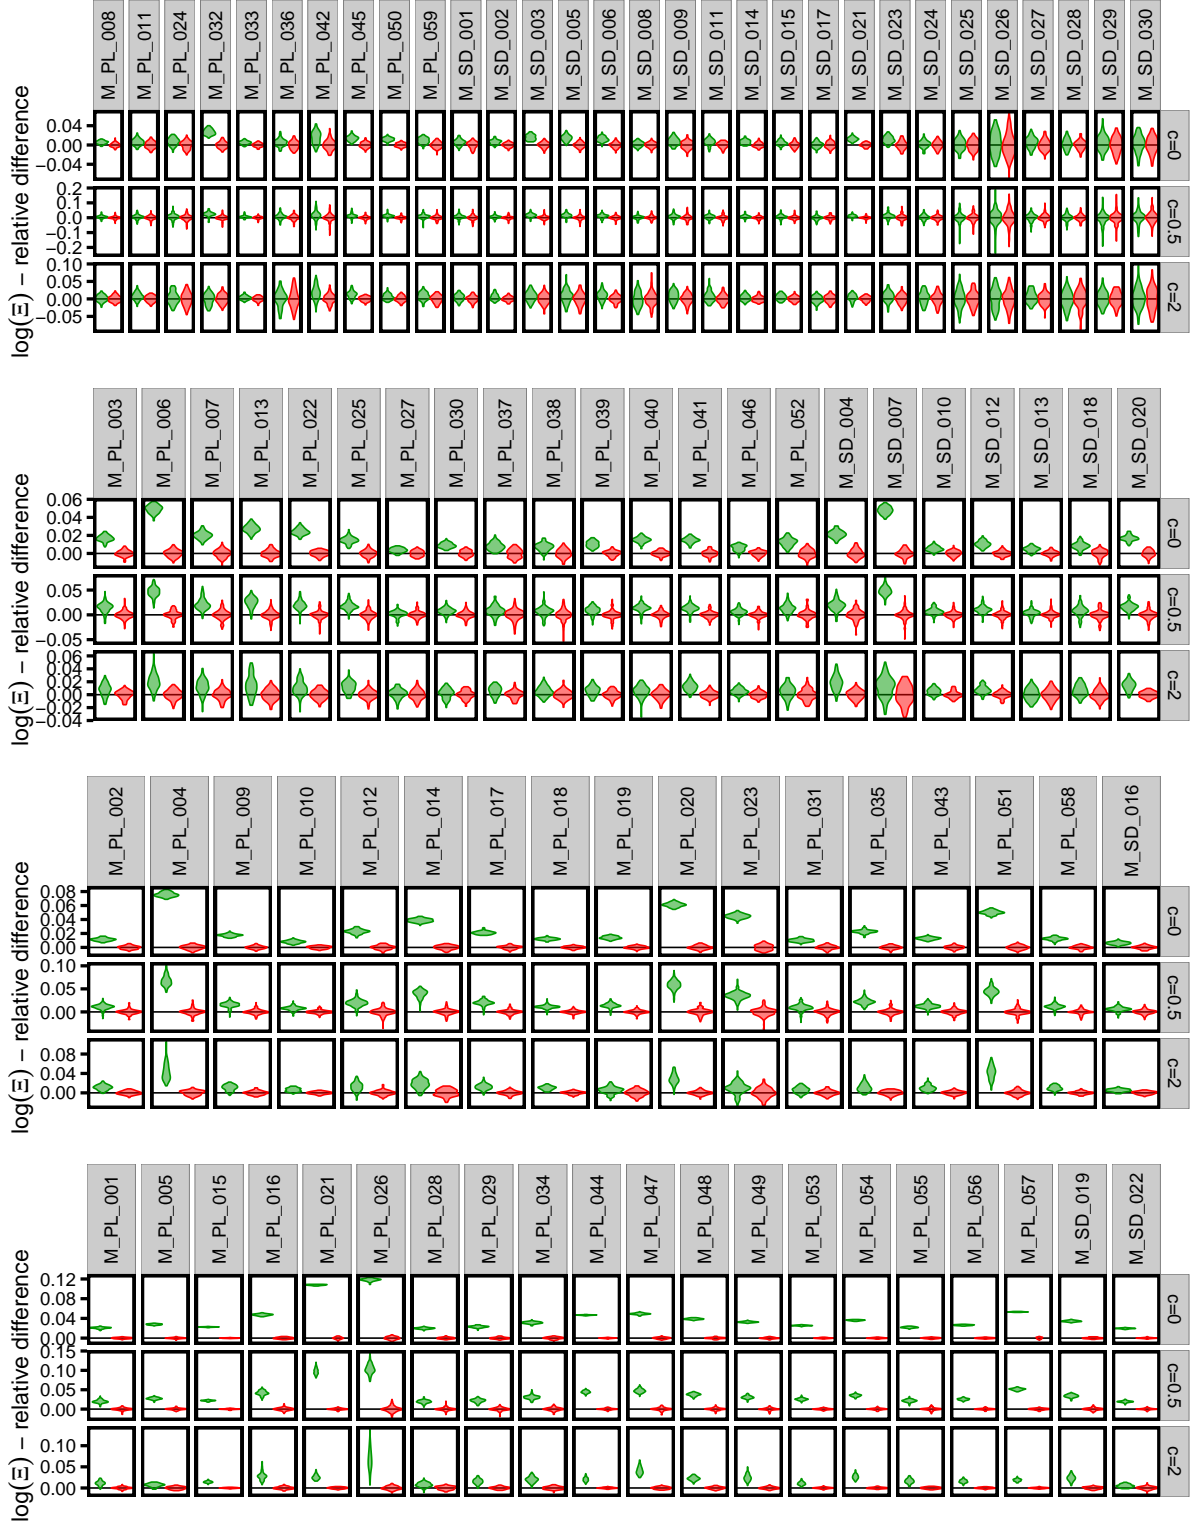 log(Ξ) − relative difference
M_PL_008
M_PL_011
M_PL_024
M_PL_032
M_PL_033
M_PL_036
M_PL_042
M_PL_045
M_PL_050
M_PL_059
M_SD_001
M_SD_002
M_SD_003
M_SD_005
M_SD_006
M_SD_008
M_SD_009
M_SD_011
M_SD_014
M_SD_015
M_SD_017
M_SD_021
M_SD_023
M_SD_024
M_SD_025
M_SD_026
M_SD_027
M_SD_028
M_SD_029
M_SD_030
0.04
0.00
−0.04
c=0
0.2
0.1
0.0
−0.1
−0.2
c=0.5
0.10
0.05
0.00
−0.05
c=2
log(Ξ) − relative difference
M_PL_003
M_PL_006
M_PL_007
M_PL_013
M_PL_022
M_PL_025
M_PL_027
M_PL_030
M_PL_037
M_PL_038
M_PL_039
M_PL_040
M_PL_041
M_PL_046
M_PL_052
M_SD_004
M_SD_007
M_SD_010
M_SD_012
M_SD_013
M_SD_018
M_SD_020
0.06
0.04
0.02
0.00
c=0
0.05
0.00
−0.05
c=0.5
0.06
0.04
0.02
0.00
−0.02
−0.04
c=2
log(Ξ) − relative difference
M_PL_002
M_PL_004
M_PL_009
M_PL_010
M_PL_012
M_PL_014
M_PL_017
M_PL_018
M_PL_019
M_PL_020
M_PL_023
M_PL_031
M_PL_035
M_PL_043
M_PL_051
M_PL_058
M_SD_016
0.08
0.06
0.04
0.02
0.00
c=0
0.10
0.05
0.00
c=0.5
0.08
0.04
0.00
c=2
log(Ξ) − relative difference
M_PL_001
M_PL_005
M_PL_015
M_PL_016
M_PL_021
M_PL_026
M_PL_028
M_PL_029
M_PL_034
M_PL_044
M_PL_047
M_PL_048
M_PL_049
M_PL_053
M_PL_054
M_PL_055
M_PL_056
M_PL_057
M_SD_019
M_SD_022
0.12
0.08
0.04
0.00
c=0
0.15
0.10
0.05
0.00
c=0.5
0.10
0.05
0.00
c=2